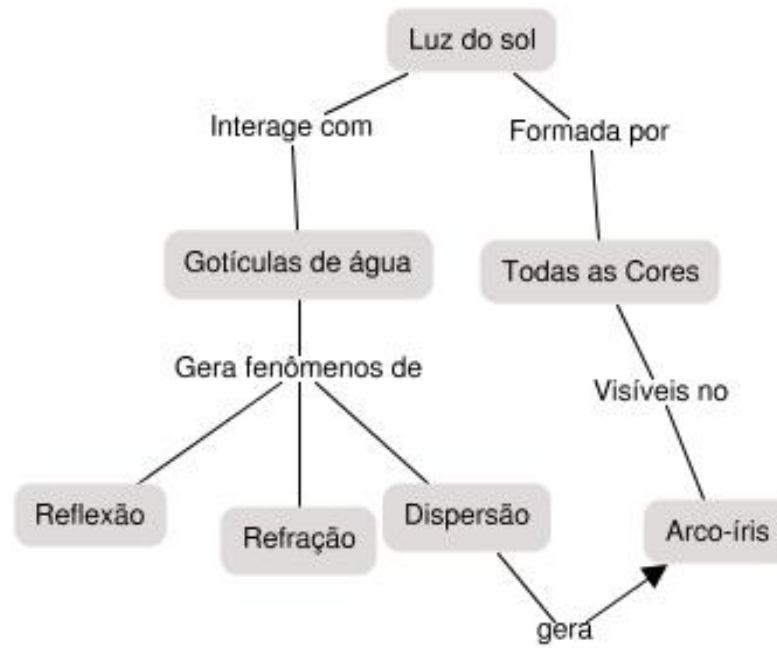 Luz do sol
Interage com
Formada por
Gotículas de água
Todas as Cores
Gera fenômenos de
Visíveis no
Reflexão
Refração
Dispersão
Arco-íris
gera